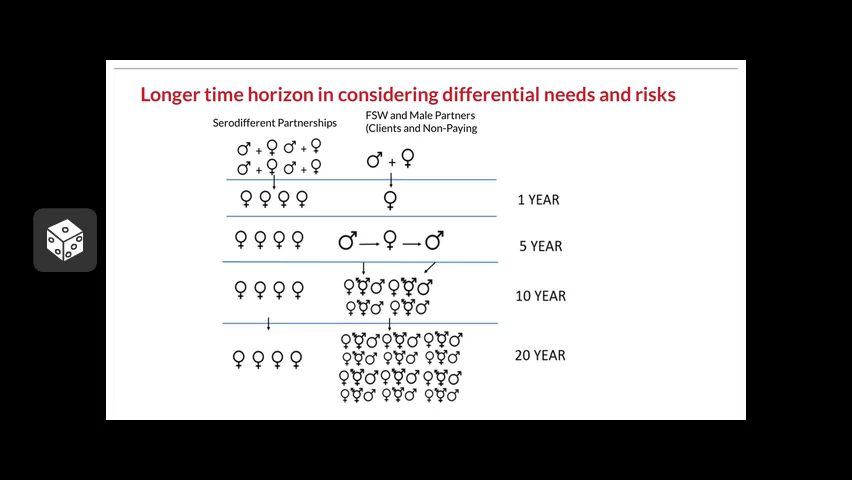 Longer time horizon in considering differential needs and risks
Serodifferent Partnerships
FSW and Male Partners
(Clients and Non-Paying
1 YEAR
5 YEAR
10 YEAR
20 YEAR